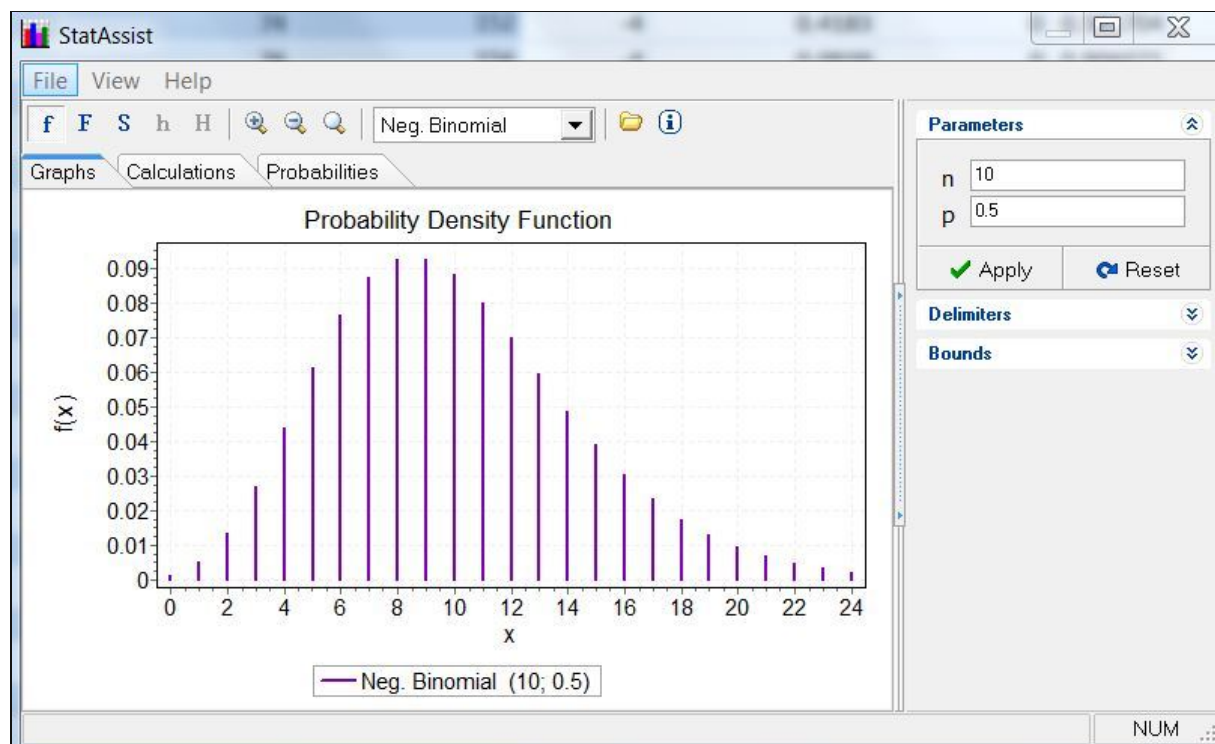 StatAssist
File View Help
f F S h H Neg. Binomial
Graphs Calculations Probabilities
Probability Density Function
f(x)
0.09
0.08
0.07
0.06
0.05
0.04
0.03
0.02
0.01
0
0 2 4 6 8 10 12 14 16 18 20 22 24
x
Neg. Binomial (10; 0.5)
Parameters
n 10
p 0.5
Apply Reset
Delimiters
Bounds
NUM